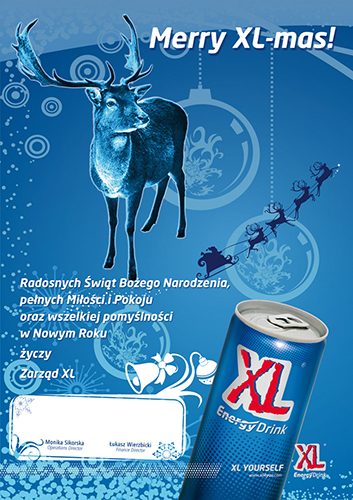 Merry XL-mas!
Radosnych Świąt Bożego Narodzenia,
pełnych Miłości i Pokoju
oraz wszelkiej pomyślności
w Nowym Roku
życzy
Zarząd XL
Monika Sikorska
Operations Director
Łukasz Wierzbicki
Finance Director
XL
Energy Drink
XL YOURSELF
XL
Energy Drink